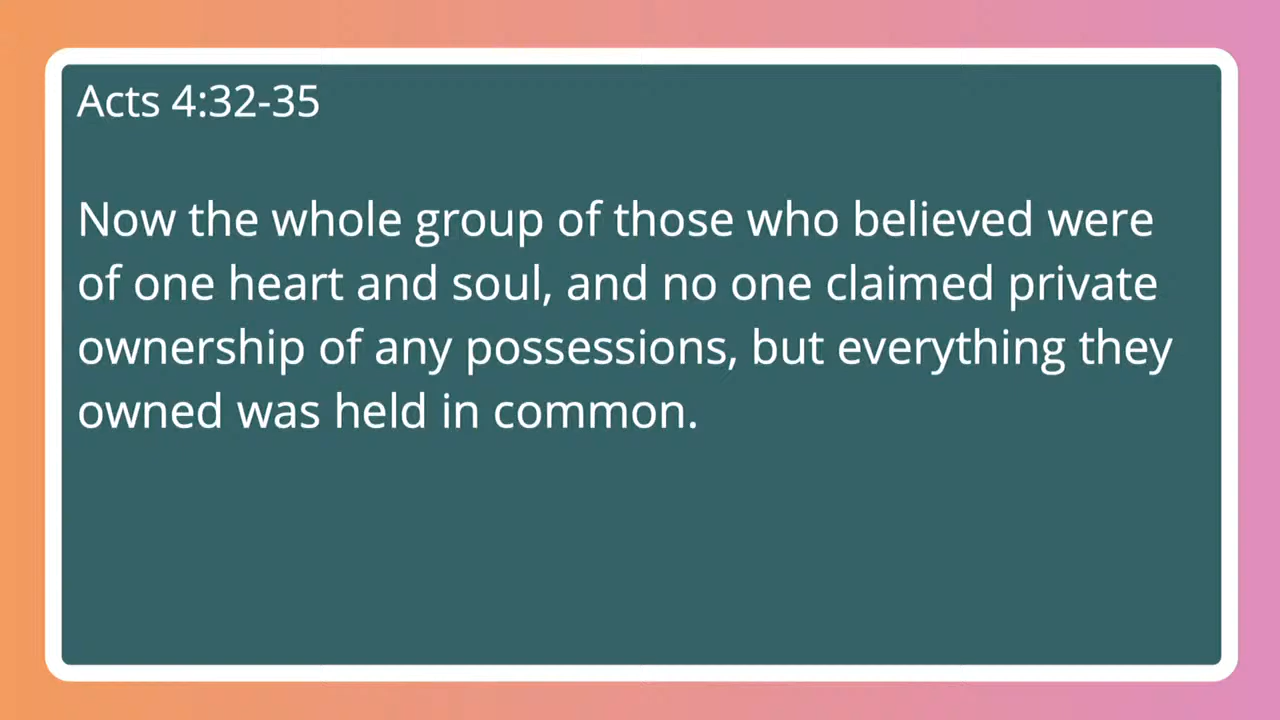 Acts 4:32-35
Now the whole group of those who believed were
of one heart and soul, and no one claimed private
ownership of any possessions, but everything they
owned was held in common.